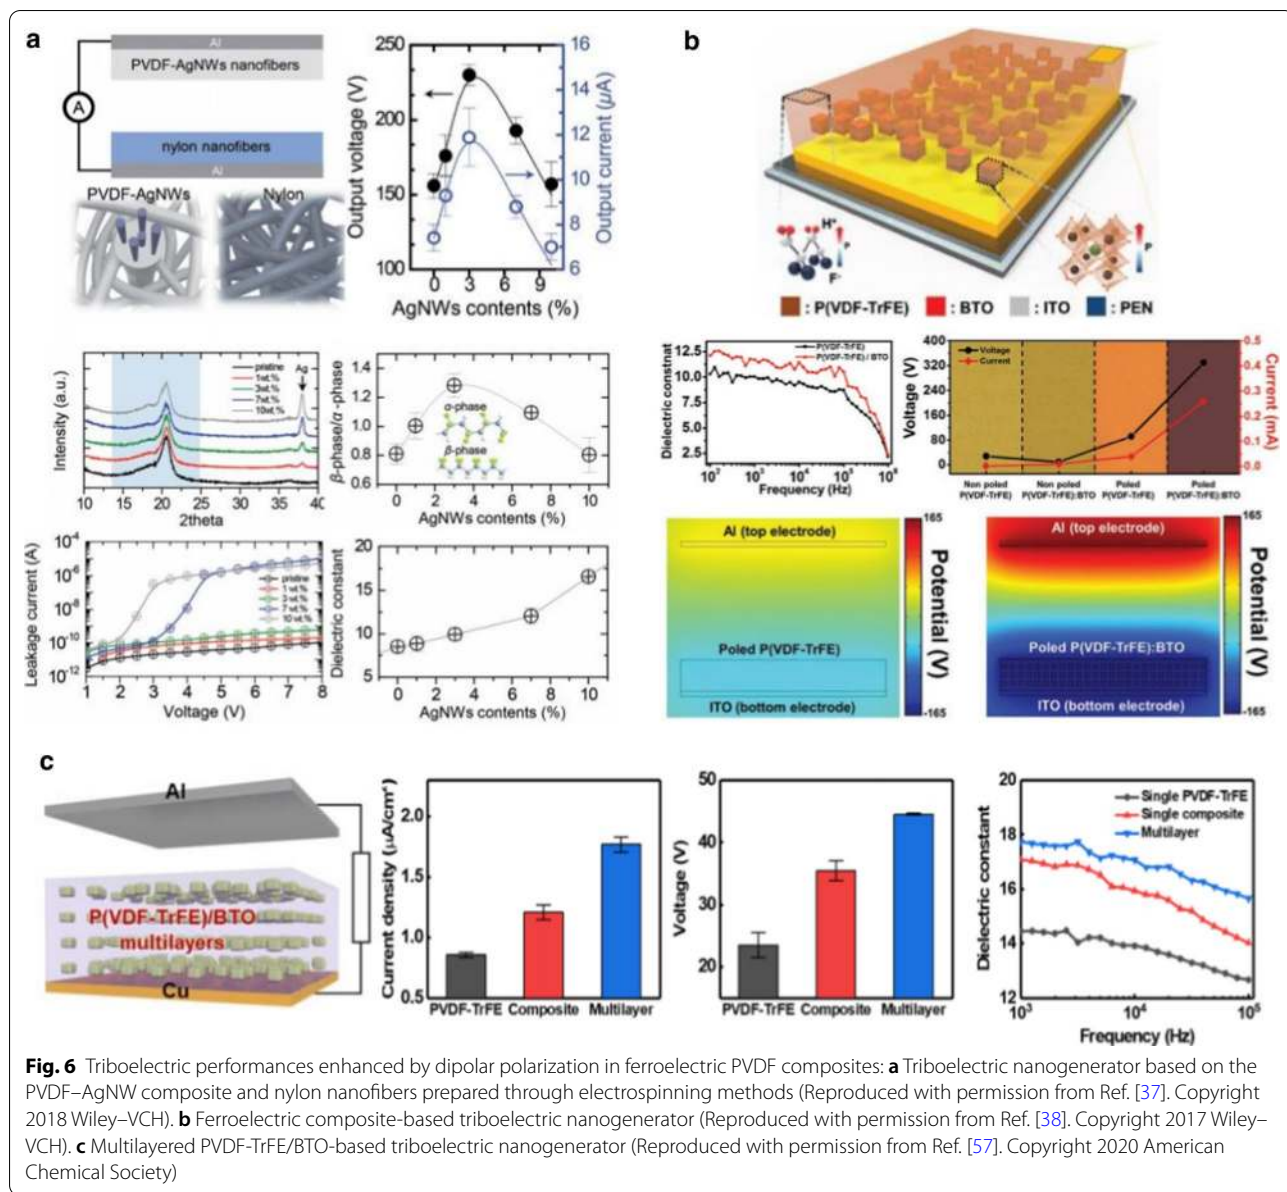 a
Al
PVDF-AgNWs nanofibers
A
nylon nanofibers
Al
PVDF-AgNWs
Nylon
250
200
150
100
Output voltage (V)
16
14
12
10
8
6
Output current (μA)
0 3 6 9
AgNWs contents (%)
b
H⁺
F⁻
P
P
: P(VDF-TrFE) : BTO : ITO : PEN
Intensity (a.u.)
pristine
1wt.%
3wt.%
7wt.%
10wt.%
Ag
10 15 20 25 30 35 40
2theta
β-phase/α-phase
1.4
1.2
1.0
0.8
0.6
α-phase
β-phase
0 2 4 6 8 10
AgNWs contents (%)
Dielectric constnat
12.5
10.0
7.5
5.0
2.5
P(VDF-TrFE)
P(VDF-TrFE) / BTO
Frequency (Hz)
Voltage (V)
400
320
240
160
80
0
Voltage
Current
0.5
0.4
0.3
0.2
0.1
0.0
Current (mA)
Non poled
P(VDF-TrFE)
Non poled
P(VDF-TrFE):BTO
Poled
P(VDF-TrFE)
Poled
P(VDF-TrFE):BTO
Leakage current (A)
10⁻⁴
10⁻⁶
10⁻⁸
10⁻¹⁰
10⁻¹²
pristine
1 wt.%
3 wt.%
7 wt.%
10 wt.%
1 2 3 4 5 6 7 8
Voltage (V)
Dielectric constant
20
15
10
5
0 2 4 6 8 10
AgNWs contents (%)
Al (top electrode)
Poled P(VDF-TrFE)
ITO (bottom electrode)
165
Potential (V)
-165
Al (top electrode)
Poled P(VDF-TrFE):BTO
ITO (bottom electrode)
165
Potential (V)
-165
c
Al
P(VDF-TrFE)/BTO
multilayers
Cu
Current density (μA/cm²)
2.0
1.5
1.0
0.5
PVDF-TrFE Composite Multilayer
Voltage (V)
50
40
30
20
PVDF-TrFE Composite Multilayer
Dielectric constant
20
18
16
14
12
Single PVDF-TrFE
Single composite
Multilayer
10³ 10⁴ 10⁵
Frequency (Hz)
Fig. 6 Triboelectric performances enhanced by dipolar polarization in ferroelectric PVDF composites: a Triboelectric nanogenerator based on the
PVDF–AgNW composite and nylon nanofibers prepared through electrospinning methods (Reproduced with permission from Ref. [37]. Copyright
2018 Wiley–VCH). b Ferroelectric composite-based triboelectric nanogenerator (Reproduced with permission from Ref. [38]. Copyright 2017 Wiley–
VCH). c Multilayered PVDF-TrFE/BTO-based triboelectric nanogenerator (Reproduced with permission from Ref. [57]. Copyright 2020 American
Chemical Society)